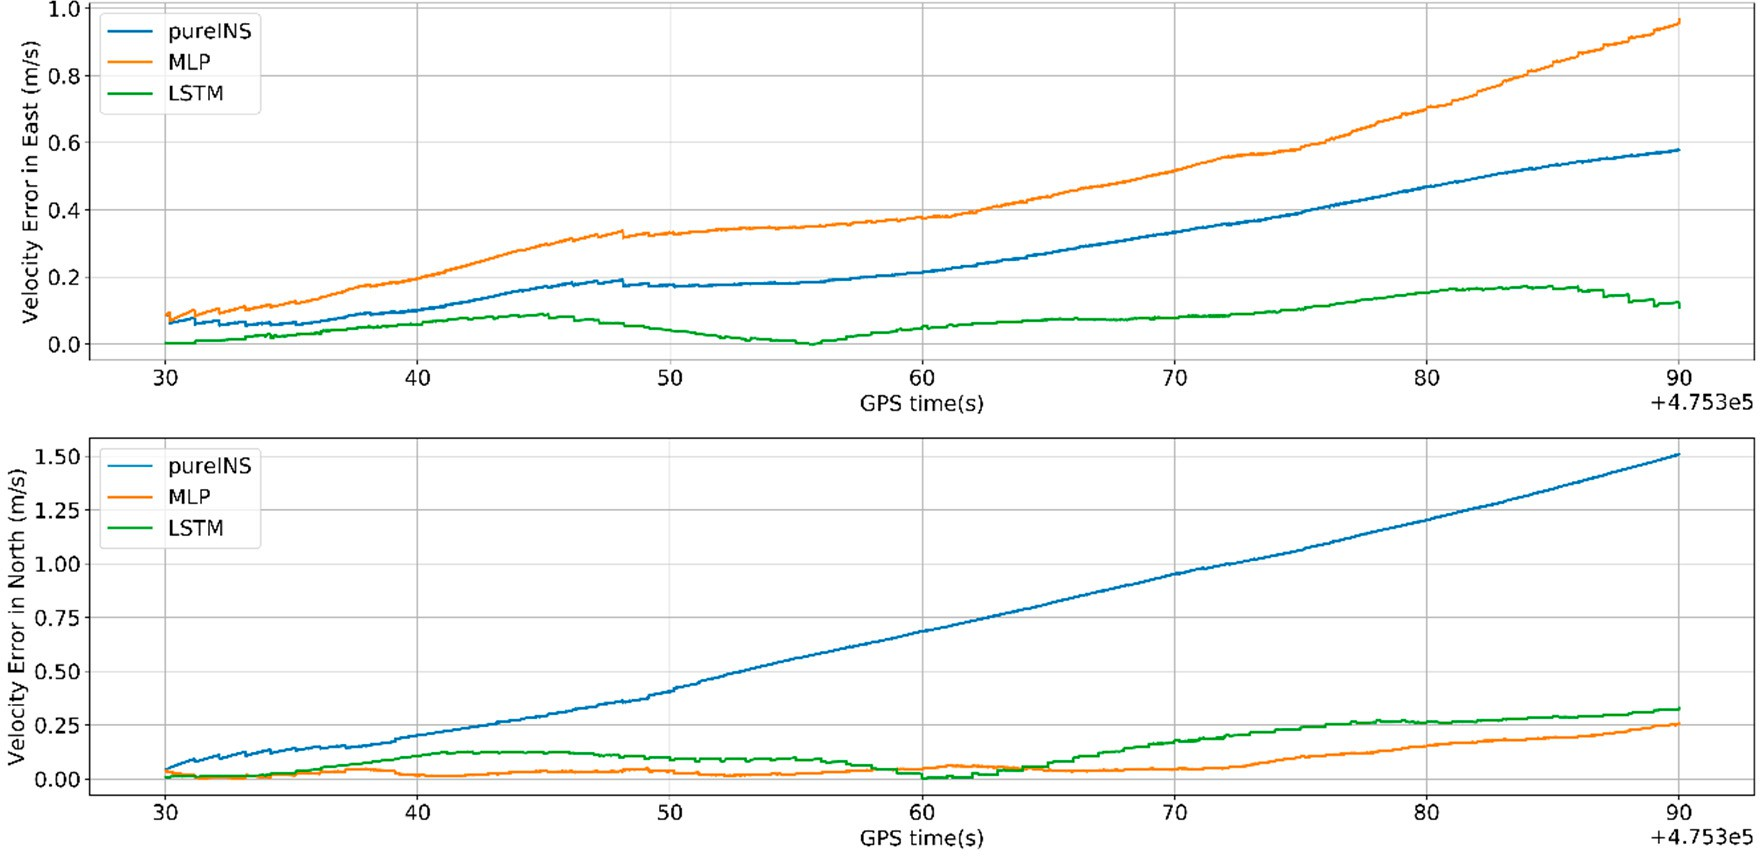 Velocity Error in East (m/s)
1.0
0.8
0.6
0.4
0.2
0.0
pureINS
MLP
LSTM
30 40 50 60 70 80 90
GPS time(s)
+4.753e5
Velocity Error in North (m/s)
1.50
1.25
1.00
0.75
0.50
0.25
0.00
pureINS
MLP
LSTM
30 40 50 60 70 80 90
GPS time(s)
+4.753e5